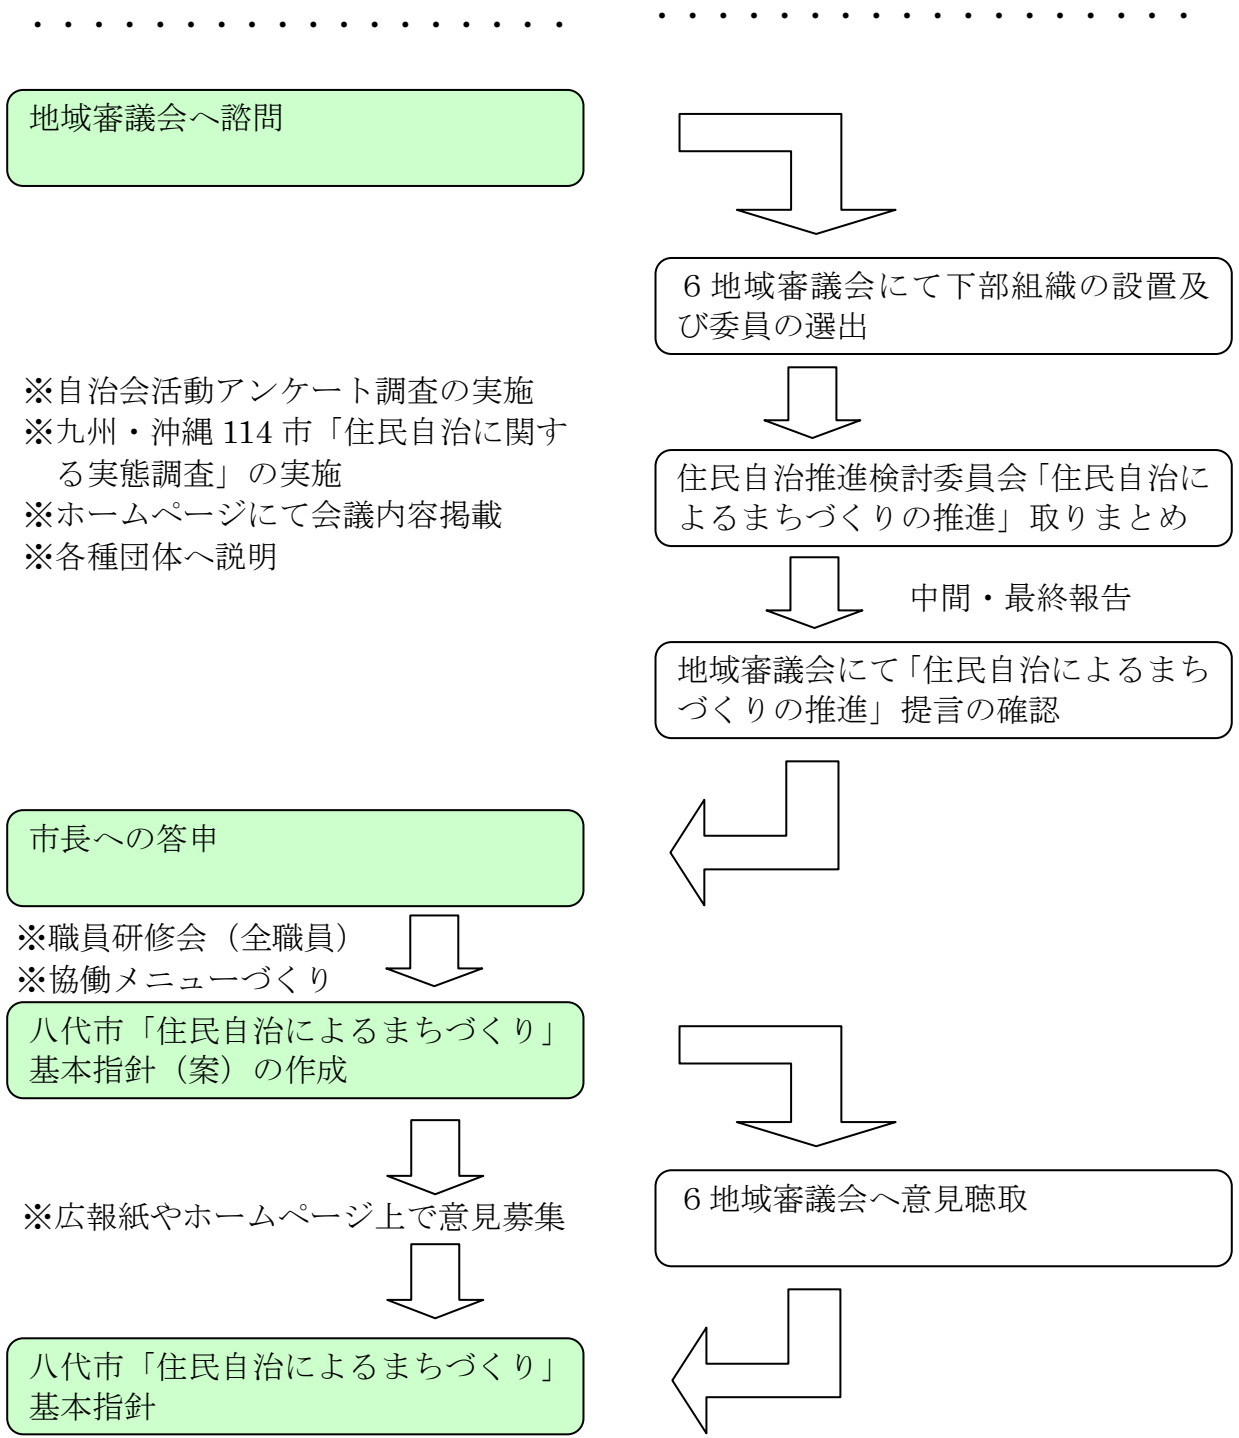 ・・・・・・・・・・・・・・・・・・
・・・・・・・・・・・・・・・・・・
地域審議会へ諮問
６地域審議会にて下部組織の設置及
び委員の選出
※自治会活動アンケート調査の実施
※九州・沖縄 114 市「住民自治に関す
る実態調査」の実施
※ホームページにて会議内容掲載
※各種団体へ説明
住民自治推進検討委員会「住民自治に
よるまちづくりの推進」取りまとめ
中間・最終報告
地域審議会にて「住民自治によるまち
づくりの推進」提言の確認
市長への答申
※職員研修会（全職員）
※協働メニューづくり
八代市「住民自治によるまちづくり」
基本指針（案）の作成
※広報紙やホームページ上で意見募集
６地域審議会へ意見聴取
八代市「住民自治によるまちづくり」
基本指針